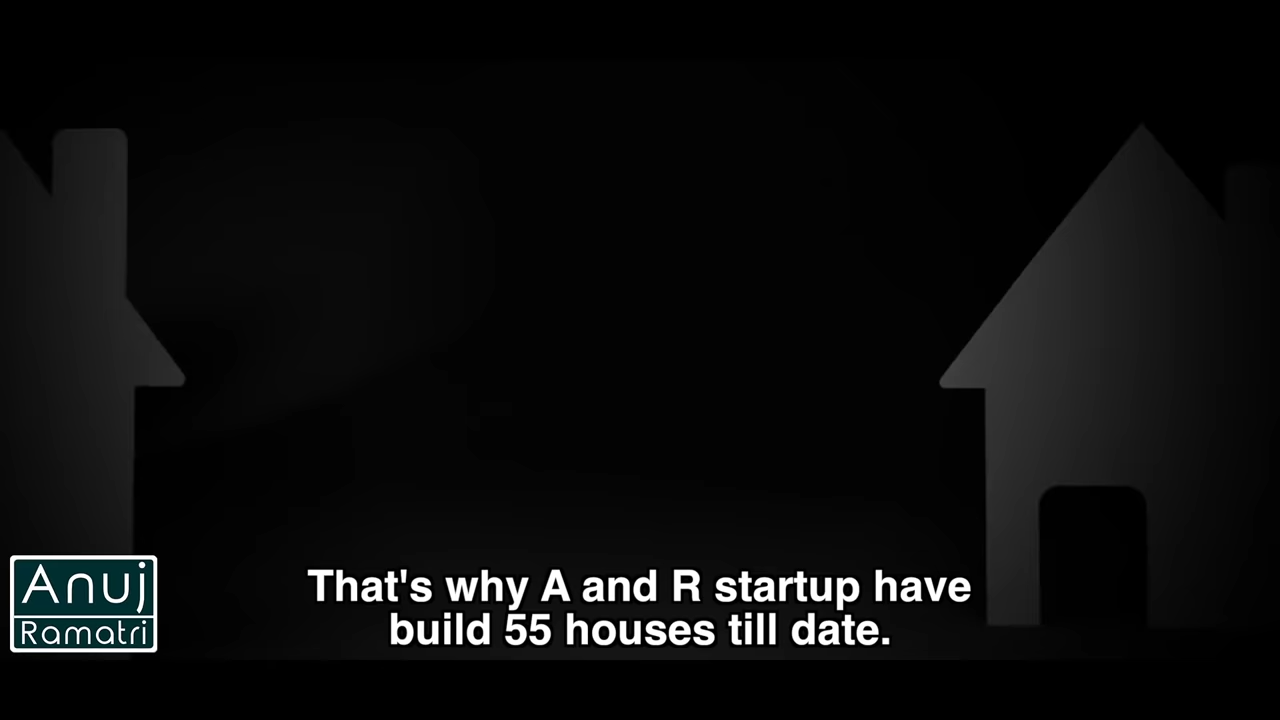 Anuj
Ramatri
That's why A and R startup have
build 55 houses till date.